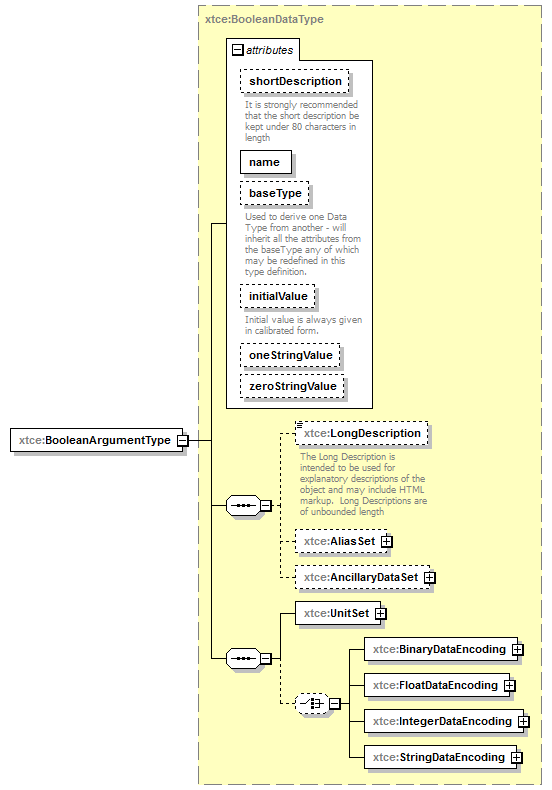 xtce:BooleanDataType
attributes
shortDescription
It is strongly recommended
that the short description be
kept under 80 characters in
length
name
baseType
Used to derive one Data
Type from another - will
inherit all the attributes from
the baseType any of which
may be redefined in this
type definition.
initialValue
Initial value is always given
in calibrated form.
oneStringValue
zeroStringValue
xtce:BooleanArgumentType
xtce:LongDescription
The Long Description is
intended to be used for
explanatory descriptions of the
object and may include HTML
markup.  Long Descriptions are
of unbounded length
xtce:AliasSet
xtce:AncillaryDataSet
xtce:UnitSet
xtce:BinaryDataEncoding
xtce:FloatDataEncoding
xtce:IntegerDataEncoding
xtce:StringDataEncoding